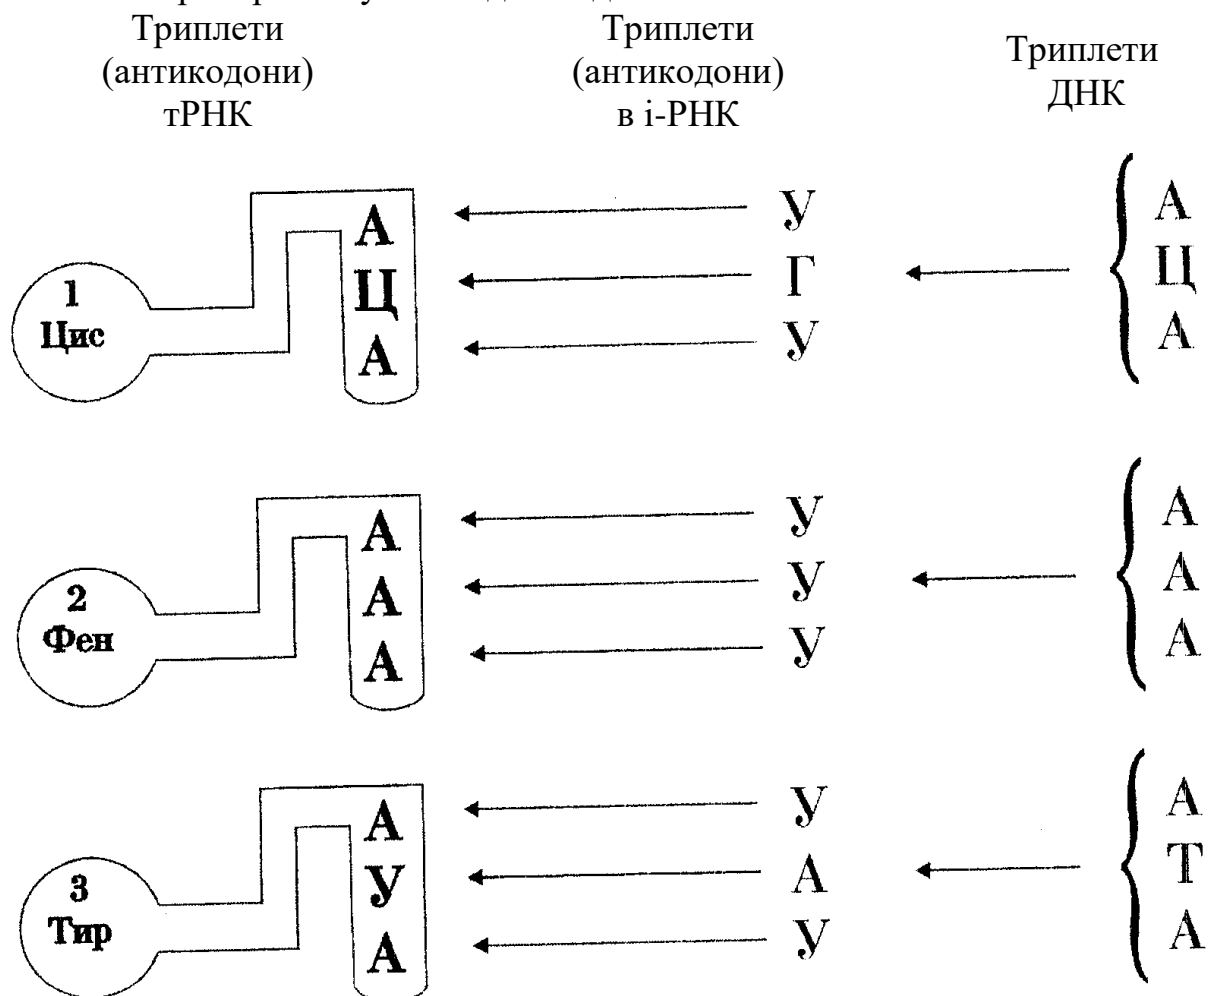 Триплети
(антикодони)
тРНК
Триплети
(антикодони)
в і-РНК
Триплети
ДНК
1
Цис
А
Ц
А
У
Г
У
А
Ц
А
2
Фен
А
А
А
У
У
У
А
А
А
3
Тир
А
У
А
У
А
У
А
Т
А